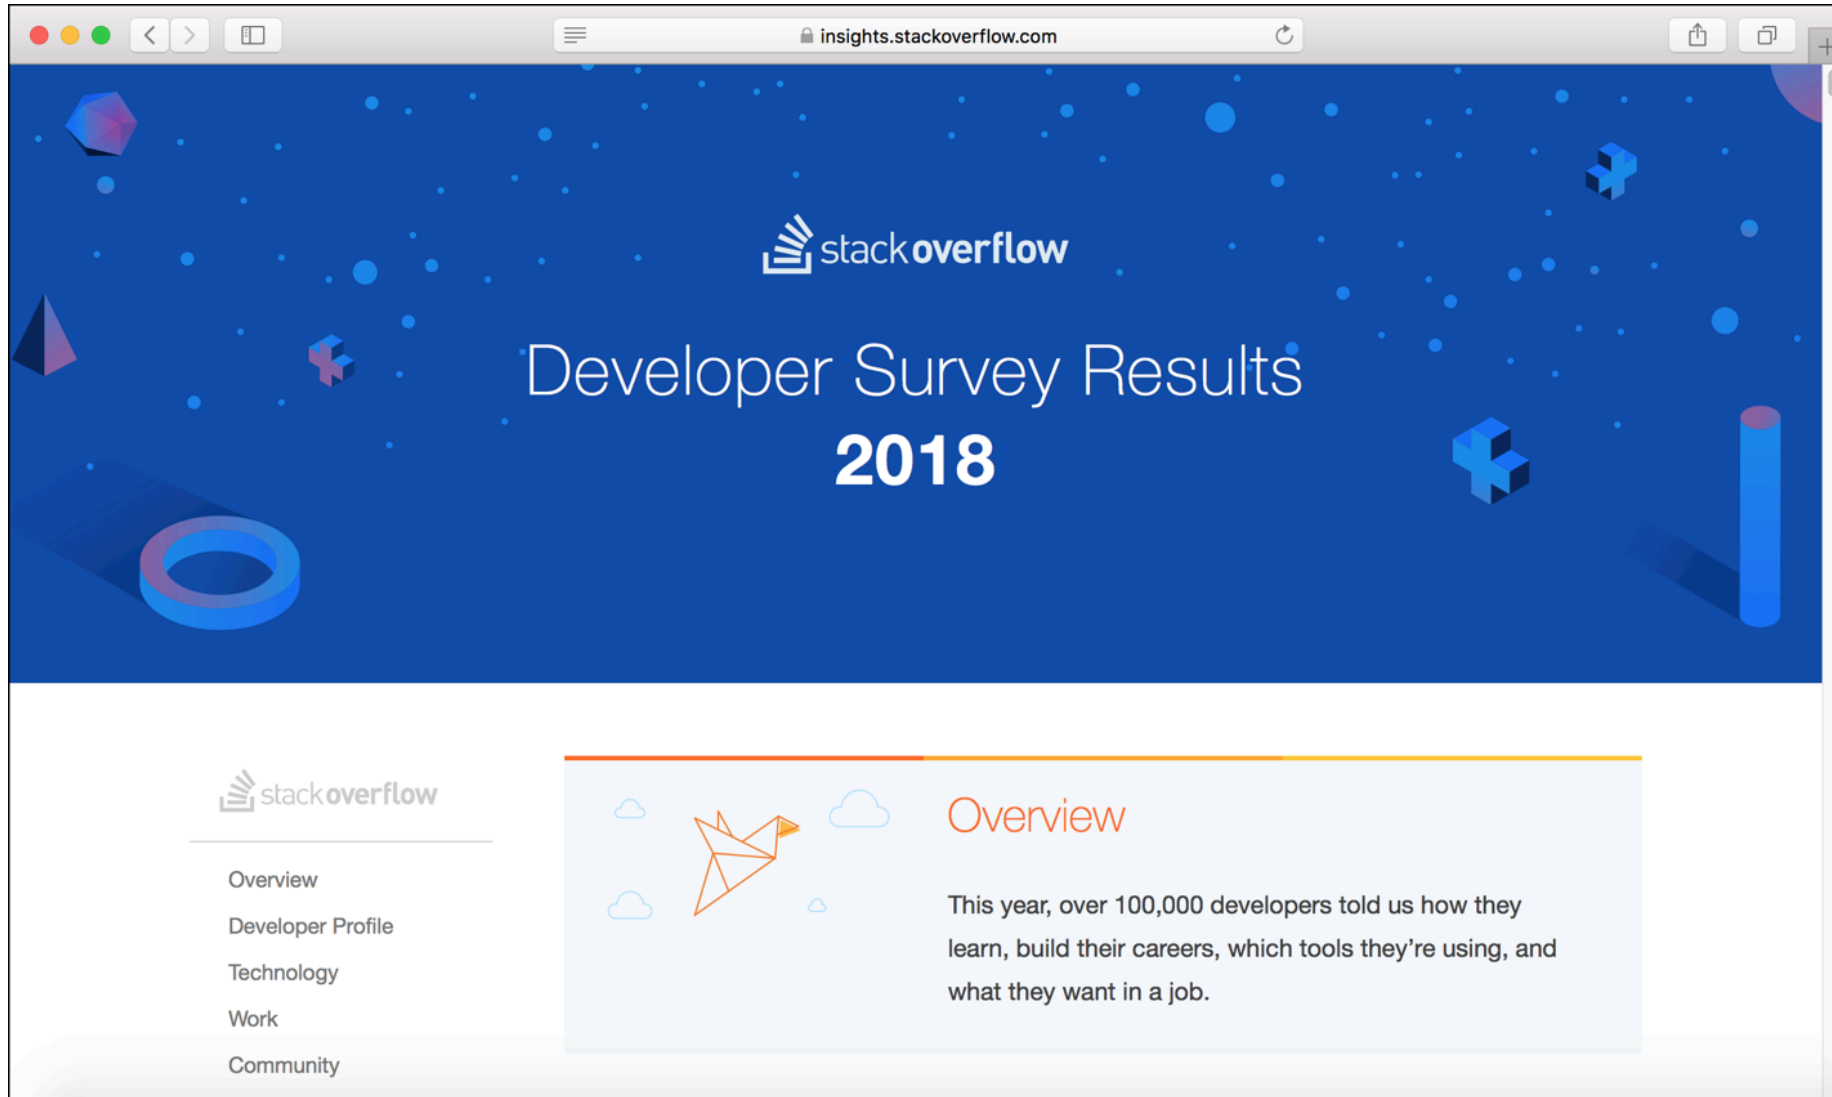 insights.stackoverflow.com
stackoverflow
Developer Survey Results
2018
stackoverflow
Overview
Developer Profile
Technology
Work
Community
Overview
This year, over 100,000 developers told us how they
learn, build their careers, which tools they’re using, and
what they want in a job.